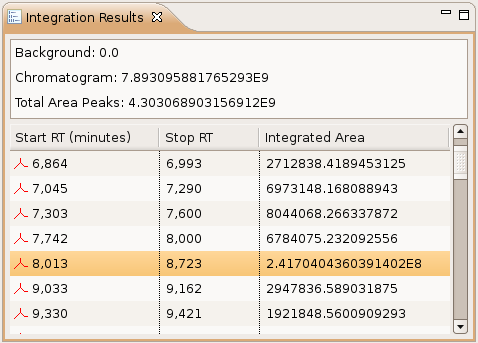 Integration Results
Background: 0.0
Chromatogram: 7.893095881765293E9
Total Area Peaks: 4.303068903156912E9
Start RT (minutes) Stop RT Integrated Area
6,864 6,993 2712838.4189453125
7,045 7,290 6973148.168088943
7,303 7,600 8044068.266337872
7,742 8,000 6784075.232092556
8,013 8,723 2.4170404360391402E8
9,033 9,162 2947836.589031875
9,330 9,421 1921848.5600909293